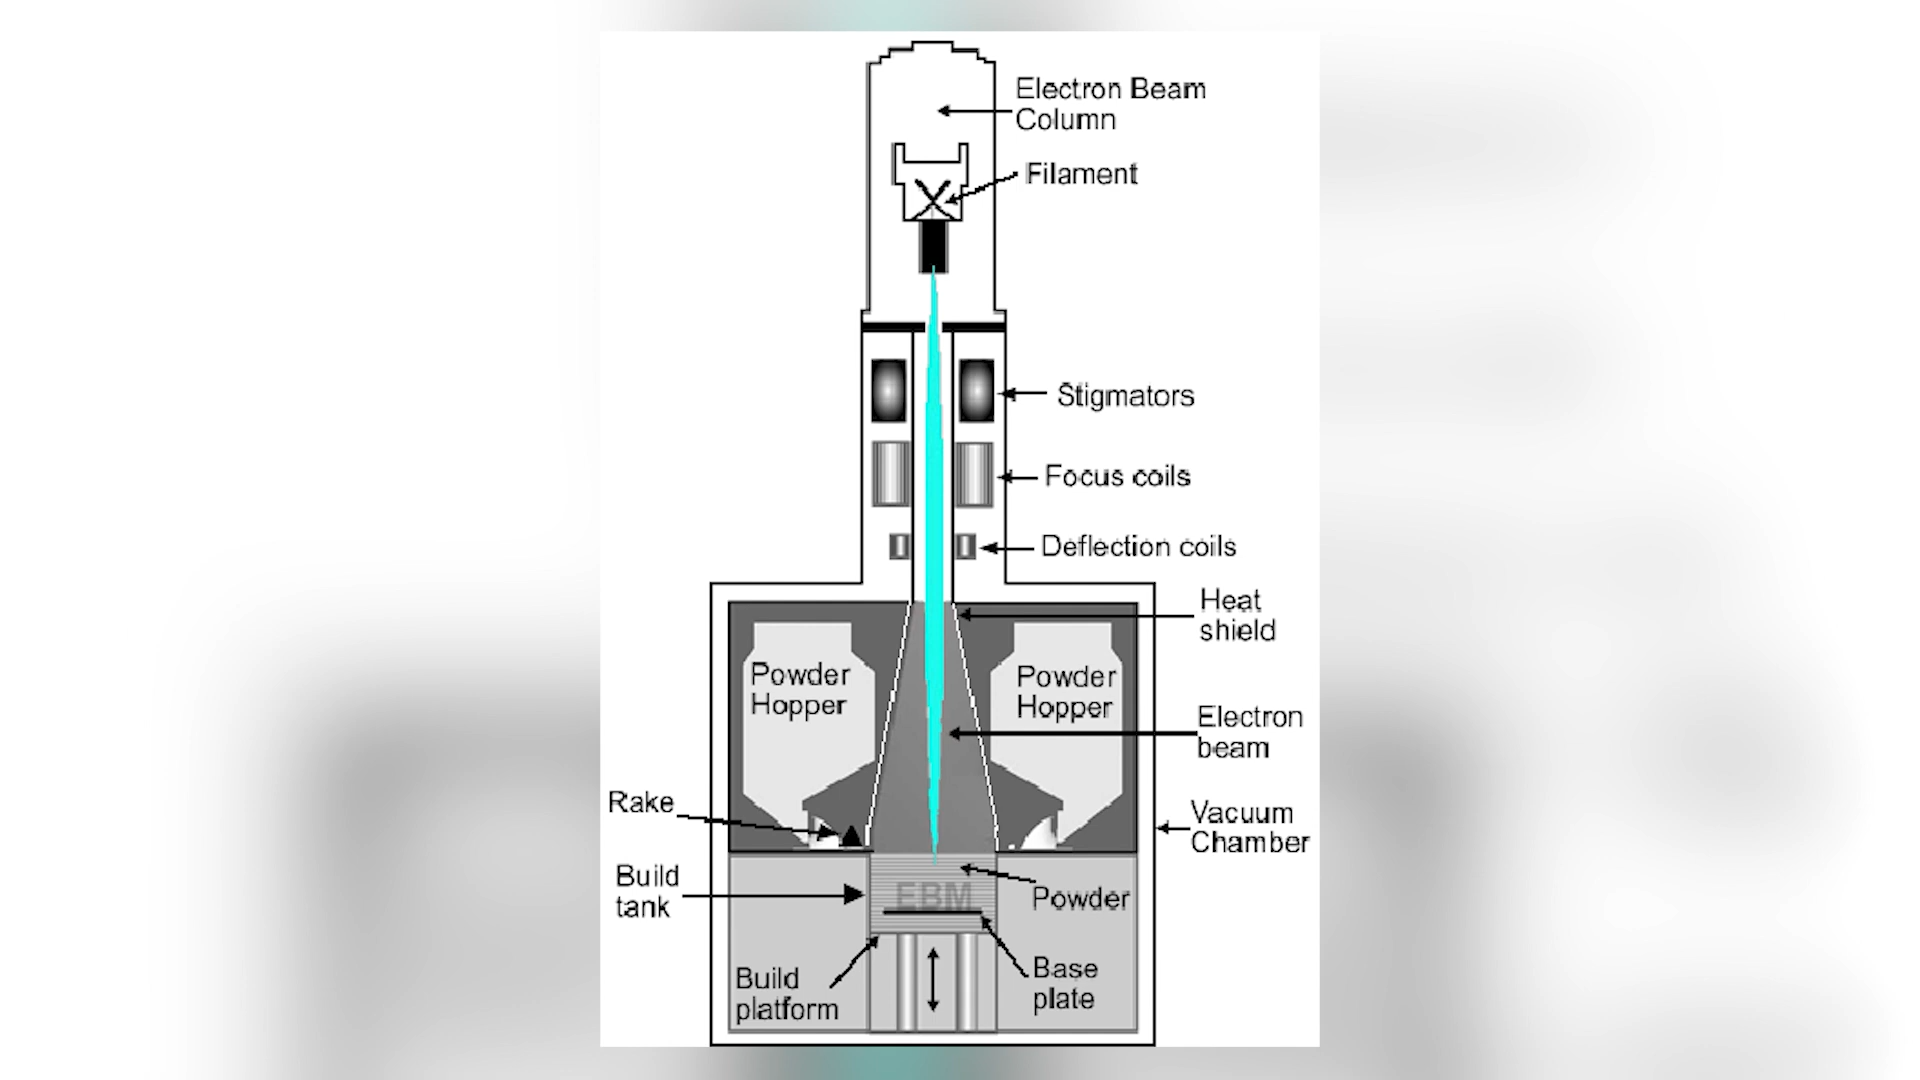 Electron Beam
Column
Filament
Stigmators
Focus coils
Deflection coils
Heat
shield
Powder
Hopper
Powder
Hopper
Electron
beam
Rake
Vacuum
Chamber
Build
tank
EBM
Powder
Build
platform
Base
plate